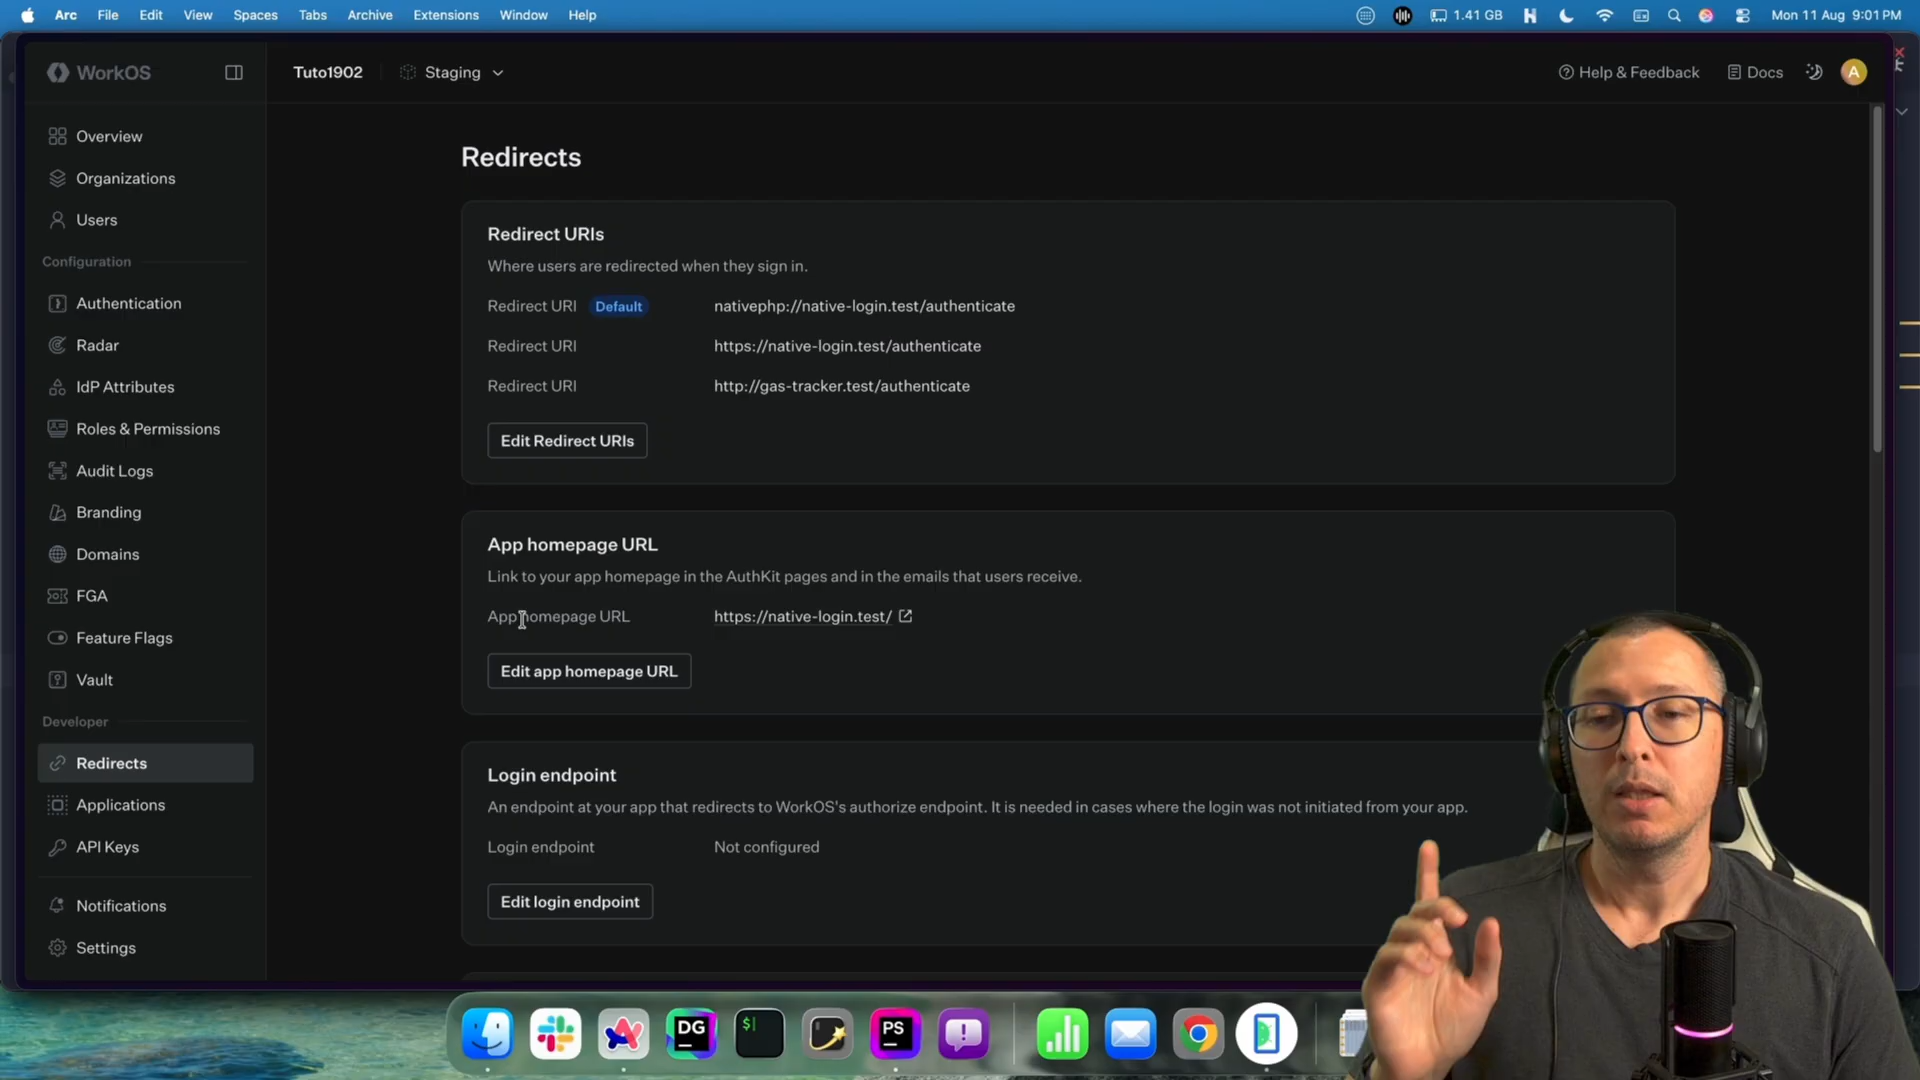 Arc File Edit View Spaces Tabs Archive Extensions Window Help 1.41 GB Mon 11 Aug 9:01 PM
WorkOS Tuto1902 Staging Help & Feedback Docs A
Overview
Organizations
Users
Configuration
Authentication
Radar
IdP Attributes
Roles & Permissions
Audit Logs
Branding
Domains
FGA
Feature Flags
Vault
Developer
Redirects
Applications
API Keys
Notifications
Settings
Redirects
Redirect URIs
Where users are redirected when they sign in.
Redirect URI Default nativephp://native-login.test/authenticate
Redirect URI https://native-login.test/authenticate
Redirect URI http://gas-tracker.test/authenticate
Edit Redirect URIs
App homepage URL
Link to your app homepage in the AuthKit pages and in the emails that users receive.
App homepage URL https://native-login.test/
Edit app homepage URL
Login endpoint
An endpoint at your app that redirects to WorkOS's authorize endpoint. It is needed in cases where the login was not initiated from your app.
Login endpoint Not configured
Edit login endpoint
DG $ PS !